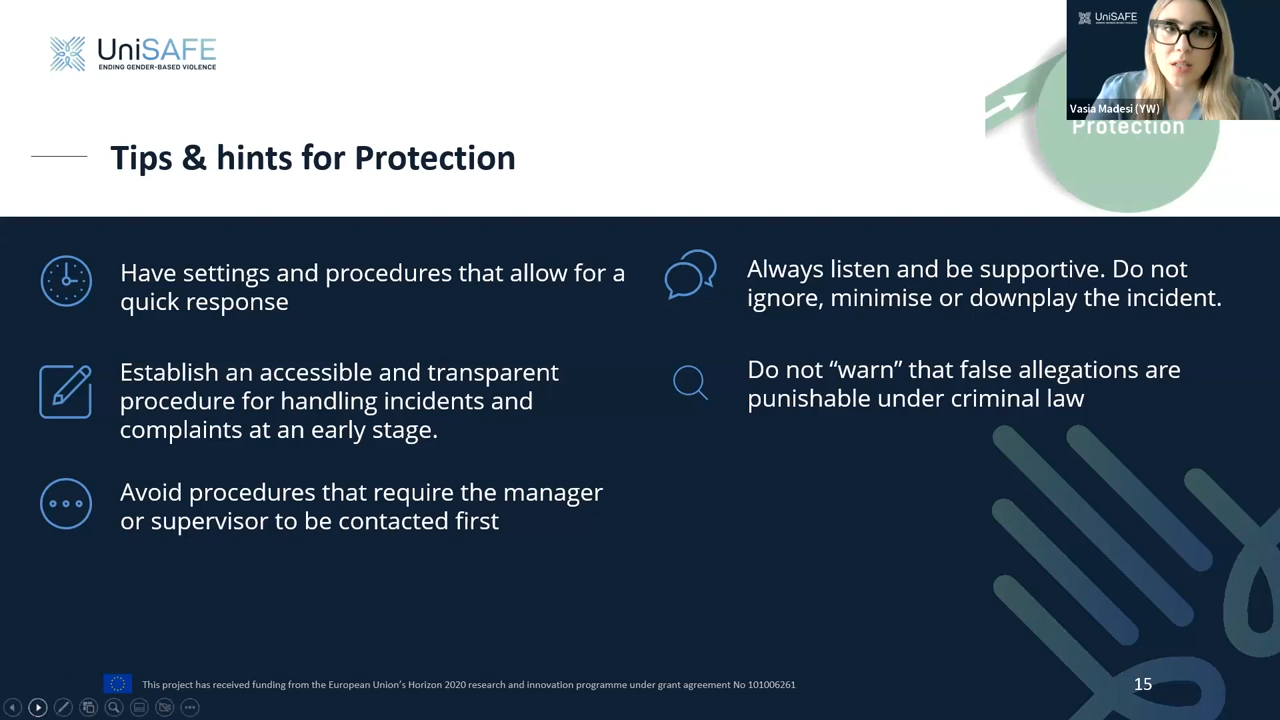 UniSAFE
ENDING GENDER-BASED VIOLENCE
UniSAFE
Vasia Madesi (YW)
Protection
Tips & hints for Protection
Have settings and procedures that allow for a
quick response
Establish an accessible and transparent
procedure for handling incidents and
complaints at an early stage.
Avoid procedures that require the manager
or supervisor to be contacted first
Always listen and be supportive. Do not
ignore, minimise or downplay the incident.
Do not “warn” that false allegations are
punishable under criminal law
This project has received funding from the European Union’s Horizon 2020 research and innovation programme under grant agreement No 101006261
15